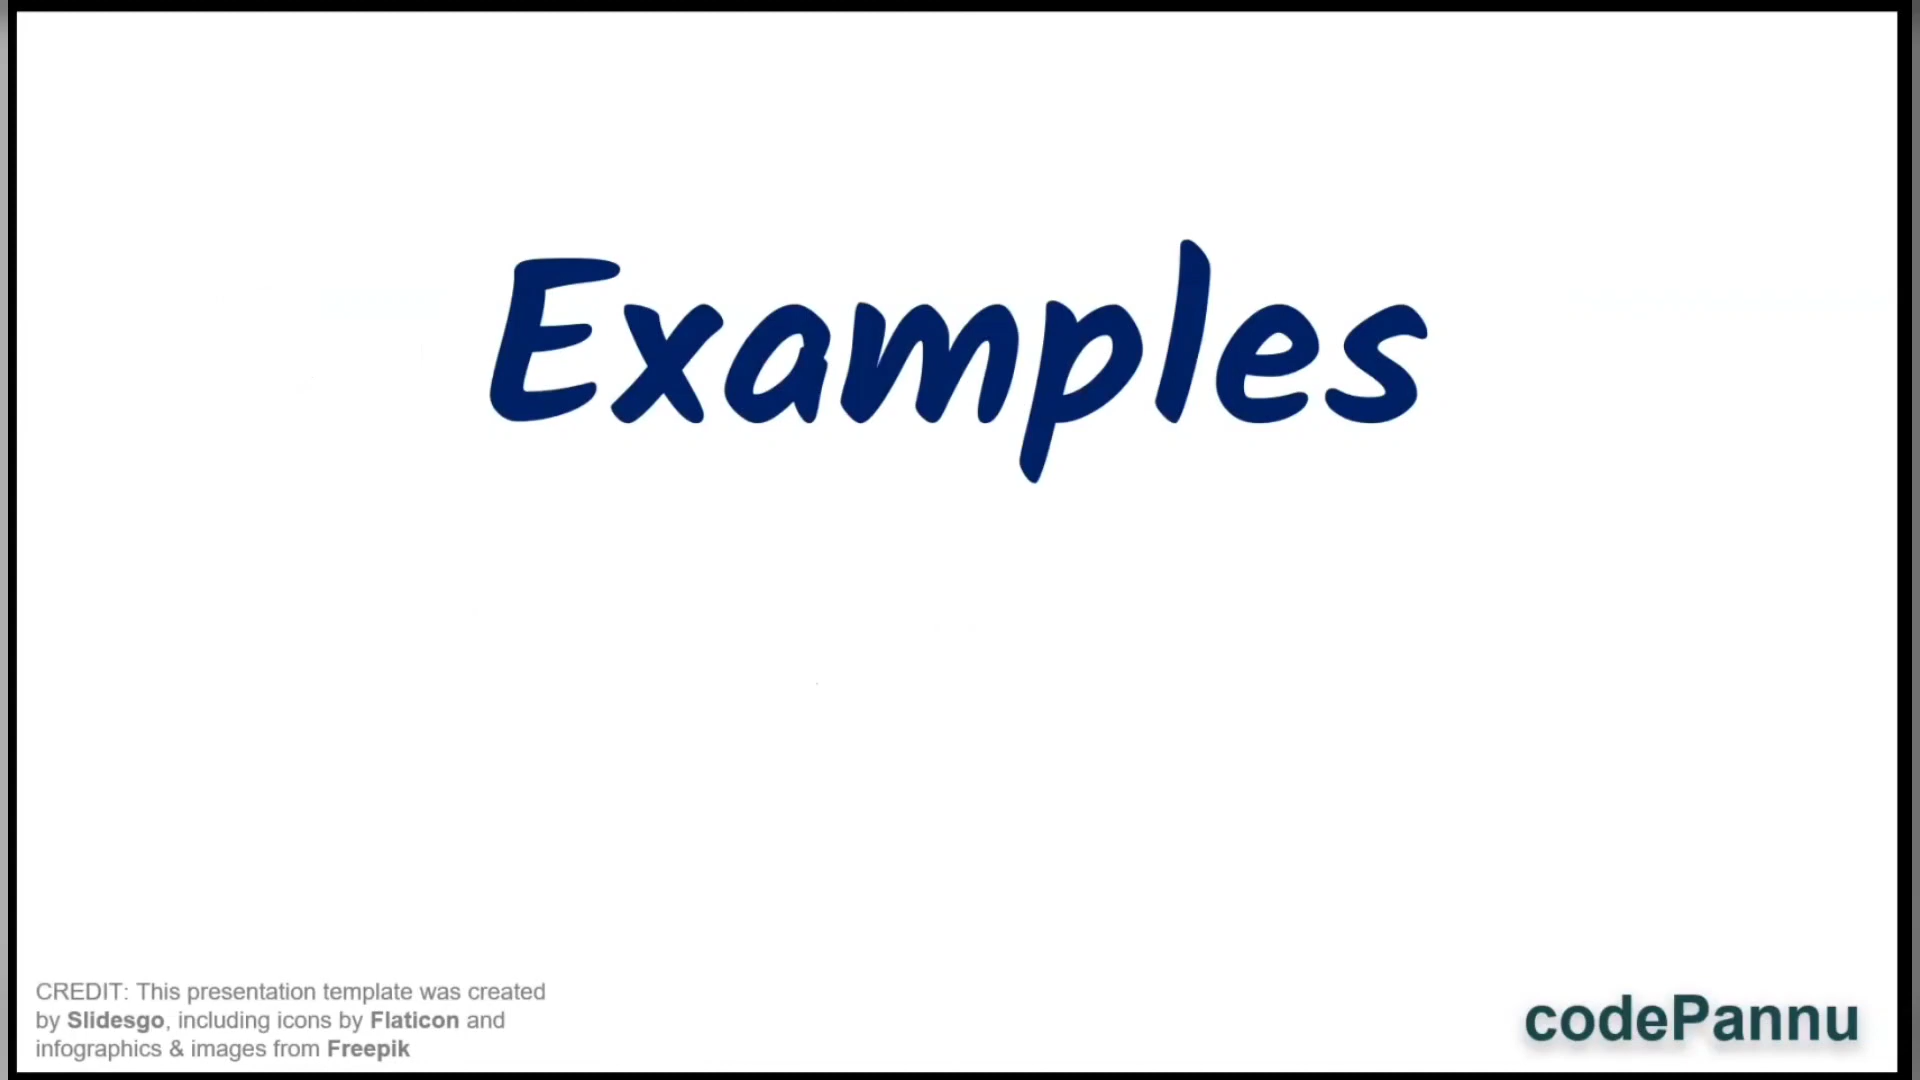 Examples
CREDIT: This presentation template was created
by Slidesgo, including icons by Flaticon and
infographics & images from Freepik
codePannu